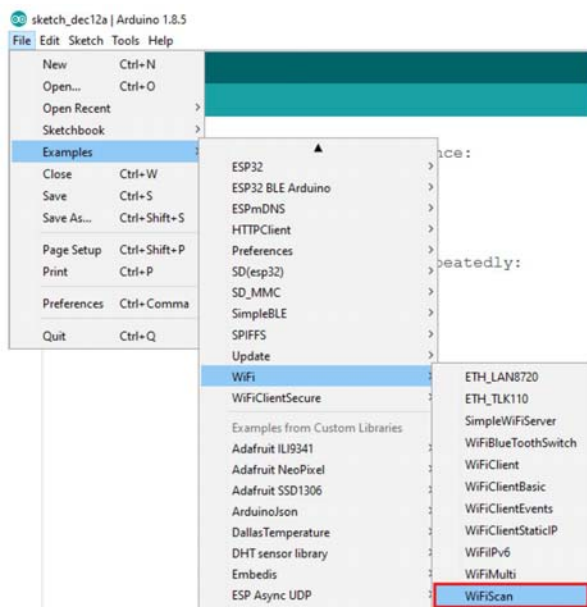 sketch_dec12a | Arduino 1.8.5
File Edit Sketch Tools Help
New Ctrl+N
Open... Ctrl+O
Open Recent
Sketchbook
Examples
Close Ctrl+W
Save Ctrl+S
Save As... Ctrl+Shift+S
Page Setup Ctrl+Shift+P
Print Ctrl+P
Preferences Ctrl+Comma
Quit Ctrl+Q
nce:
peatedly:
ESP32
ESP32 BLE Arduino
ESPmDNS
HTTPClient
Preferences
SD(esp32)
SD_MMC
SimpleBLE
SPIFFS
Update
WiFi
WiFiClientSecure
Examples from Custom Libraries
Adafruit ILI9341
Adafruit NeoPixel
Adafruit SSD1306
ArduinoJson
DallasTemperature
DHT sensor library
Embedis
ESP Async UDP
ETH_LAN8720
ETH_TLK110
SimpleWiFiServer
WiFiBlueToothSwitch
WiFiClient
WiFiClientBasic
WiFiClientEvents
WiFiClientStaticIP
WiFiIPv6
WiFiMulti
WiFiScan